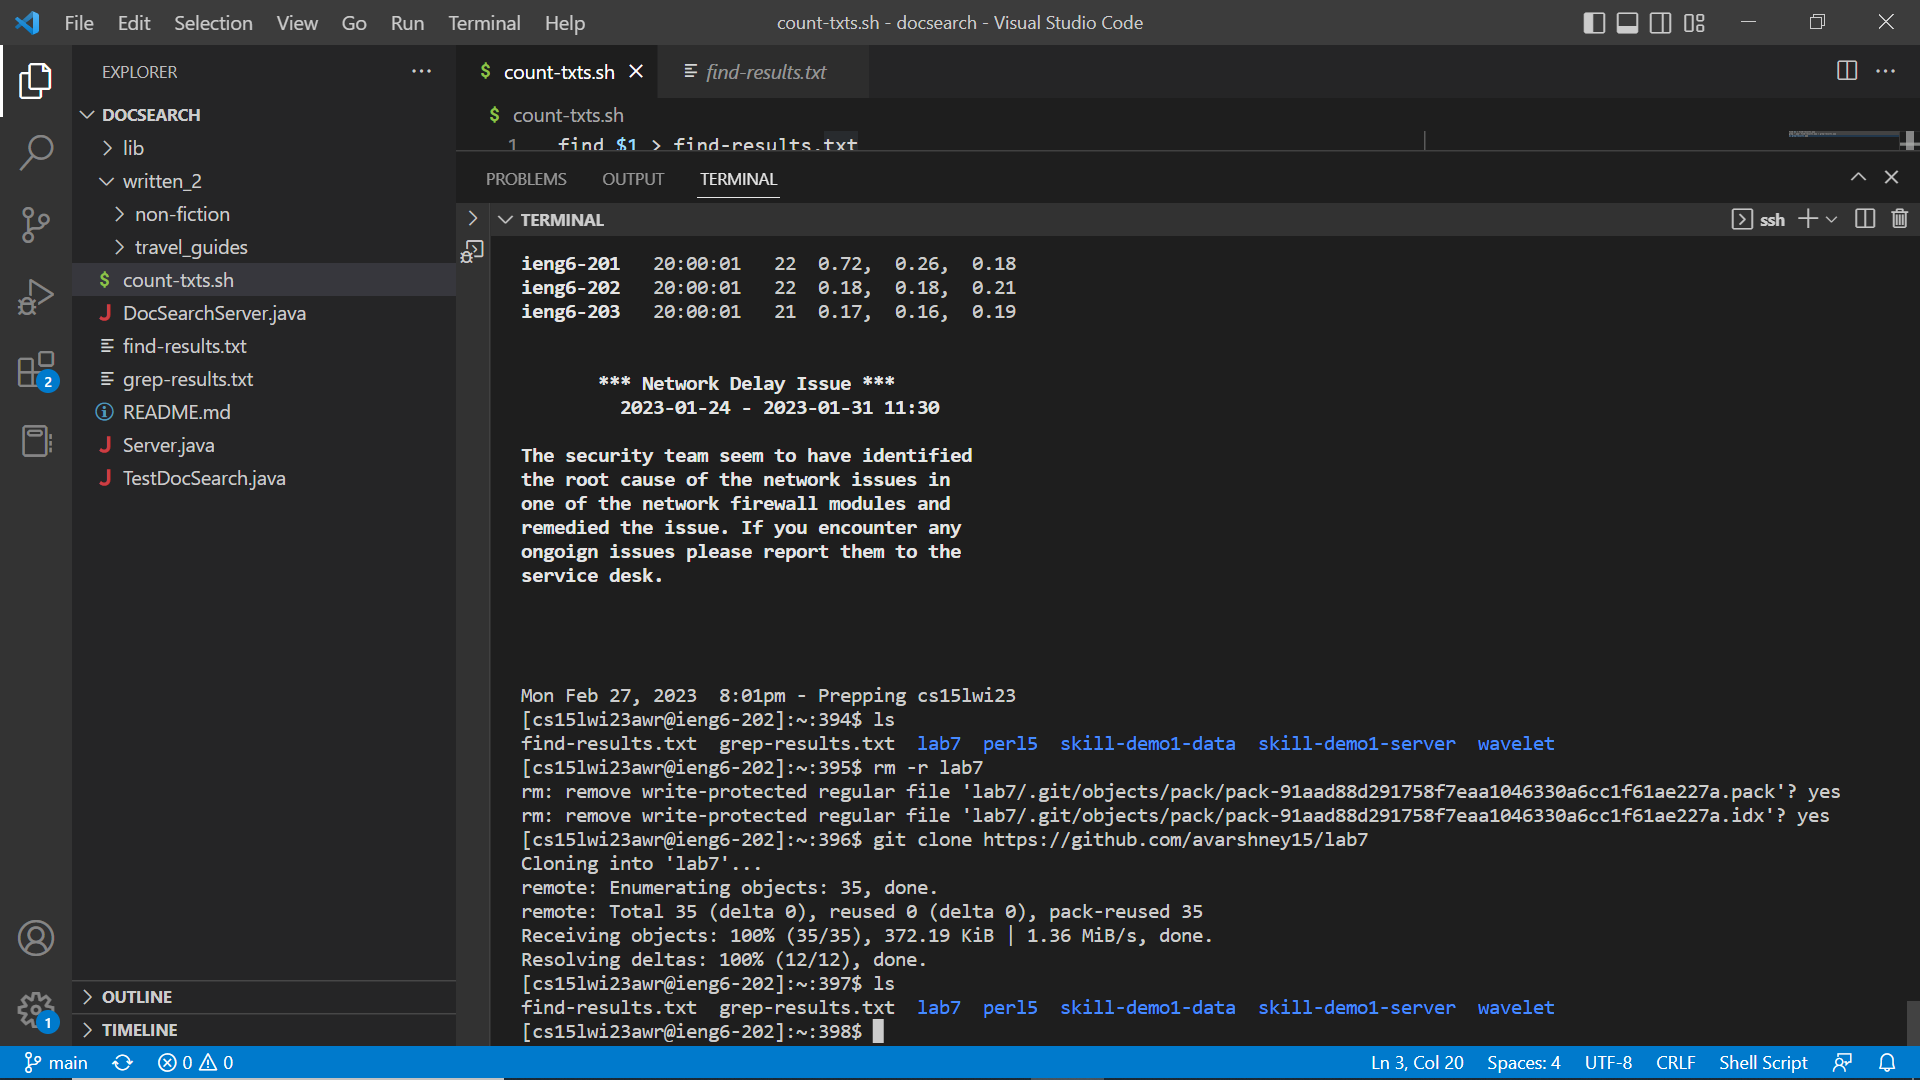 File Edit Selection View Go Run Terminal Help
count-txts.sh - docsearch - Visual Studio Code
EXPLORER
DOCSEARCH
lib
written_2
non-fiction
travel_guides
$ count-txts.sh
J DocSearchServer.java
find-results.txt
grep-results.txt
README.md
J Server.java
J TestDocSearch.java
OUTLINE
TIMELINE
2
1
$ count-txts.sh
find-results.txt
$ count-txts.sh
1 find $1 > find-results.txt
PROBLEMS OUTPUT TERMINAL
TERMINAL
ssh
ieng6-201 20:00:01 22 0.72, 0.26, 0.18
ieng6-202 20:00:01 22 0.18, 0.18, 0.21
ieng6-203 20:00:01 21 0.17, 0.16, 0.19
*** Network Delay Issue ***
2023-01-24 - 2023-01-31 11:30
The security team seem to have identified
the root cause of the network issues in
one of the network firewall modules and
remedied the issue. If you encounter any
ongoign issues please report them to the
service desk.
Mon Feb 27, 2023 8:01pm - Prepping cs15lwi23
[cs15lwi23awr@ieng6-202]:~:394$ ls
find-results.txt grep-results.txt lab7 perl5 skill-demo1-data skill-demo1-server wavelet
[cs15lwi23awr@ieng6-202]:~:395$ rm -r lab7
rm: remove write-protected regular file 'lab7/.git/objects/pack/pack-91aad88d291758f7eaa1046330a6cc1f61ae227a.pack'? yes
rm: remove write-protected regular file 'lab7/.git/objects/pack/pack-91aad88d291758f7eaa1046330a6cc1f61ae227a.idx'? yes
[cs15lwi23awr@ieng6-202]:~:396$ git clone https://github.com/avarshney15/lab7
Cloning into 'lab7'...
remote: Enumerating objects: 35, done.
remote: Total 35 (delta 0), reused 0 (delta 0), pack-reused 35
Receiving objects: 100% (35/35), 372.19 KiB | 1.36 MiB/s, done.
Resolving deltas: 100% (12/12), done.
[cs15lwi23awr@ieng6-202]:~:397$ ls
find-results.txt grep-results.txt lab7 perl5 skill-demo1-data skill-demo1-server wavelet
[cs15lwi23awr@ieng6-202]:~:398$
main 0 0 Ln 3, Col 20 Spaces: 4 UTF-8 CRLF Shell Script